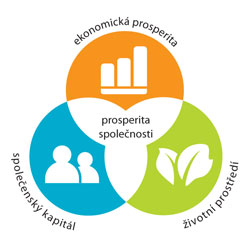 ekonomická prosperita
prosperita
společnosti
společenský kapitál
životní prostředí